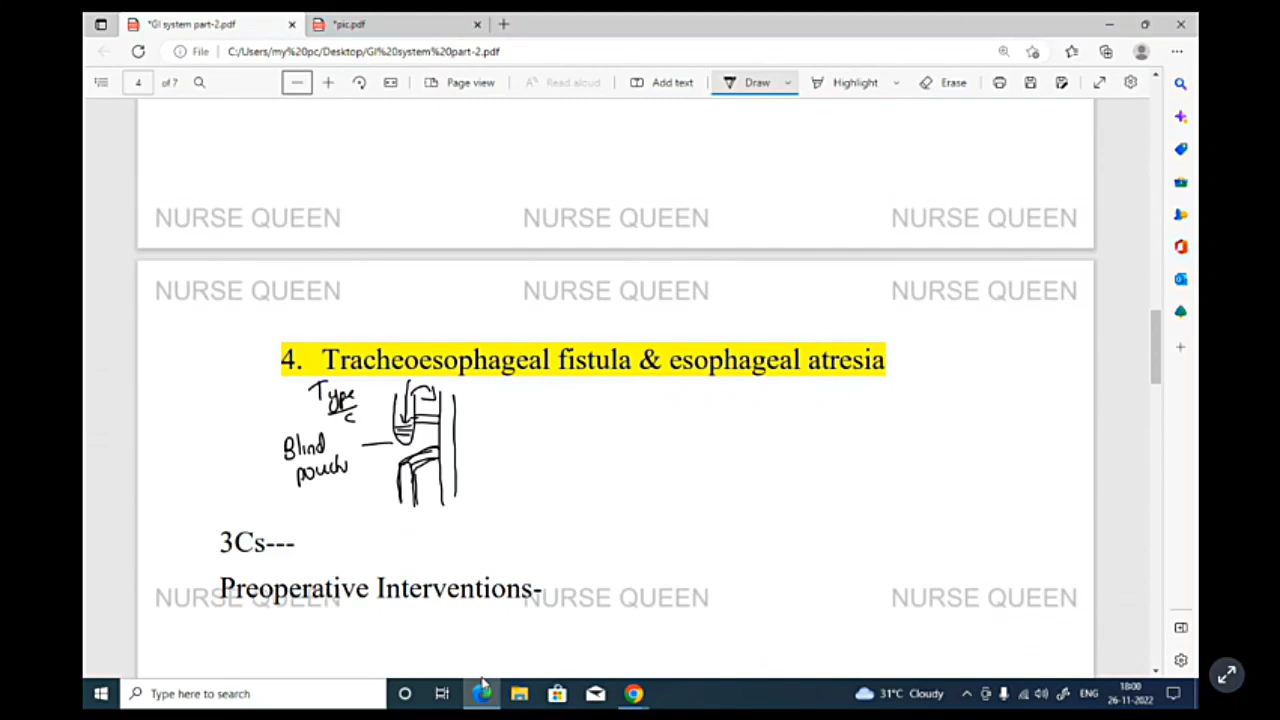 *GI system part-2.pdf
*pic.pdf
File
C:/Users/my%20pc/Desktop/GI%20system%20part-2.pdf
4 of 7
Page view
Read aloud
Add text
Draw
Highlight
Erase
NURSE QUEEN NURSE QUEEN NURSE QUEEN
NURSE QUEEN NURSE QUEEN NURSE QUEEN
4. Tracheoesophageal fistula & esophageal atresia
Type
C
Blind
pouch
3Cs---
Preoperative Interventions-
NURSE QUEEN NURSE QUEEN NURSE QUEEN
Type here to search
31°C Cloudy
ENG
18:00
26-11-2022